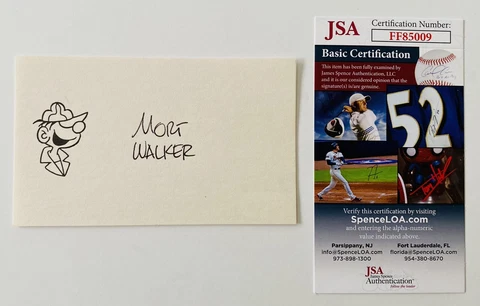 MORT
WALKER
JSA
Certification Number:
FF85009
Basic Certification
This item has been fully examined by
James Spence Authentication, LLC
and it is our considered opinion that the
signature(s) is/are genuine.
52
Verify this certification by visiting
SpenceLOA.com
and entering the alpha-numeric
value indicated above.
Parsippany, NJ
info@SpenceLOA.com
973-898-1300
Fort Lauderdale, FL
florida@SpenceLOA.com
954-380-8670
JSA
Authentication